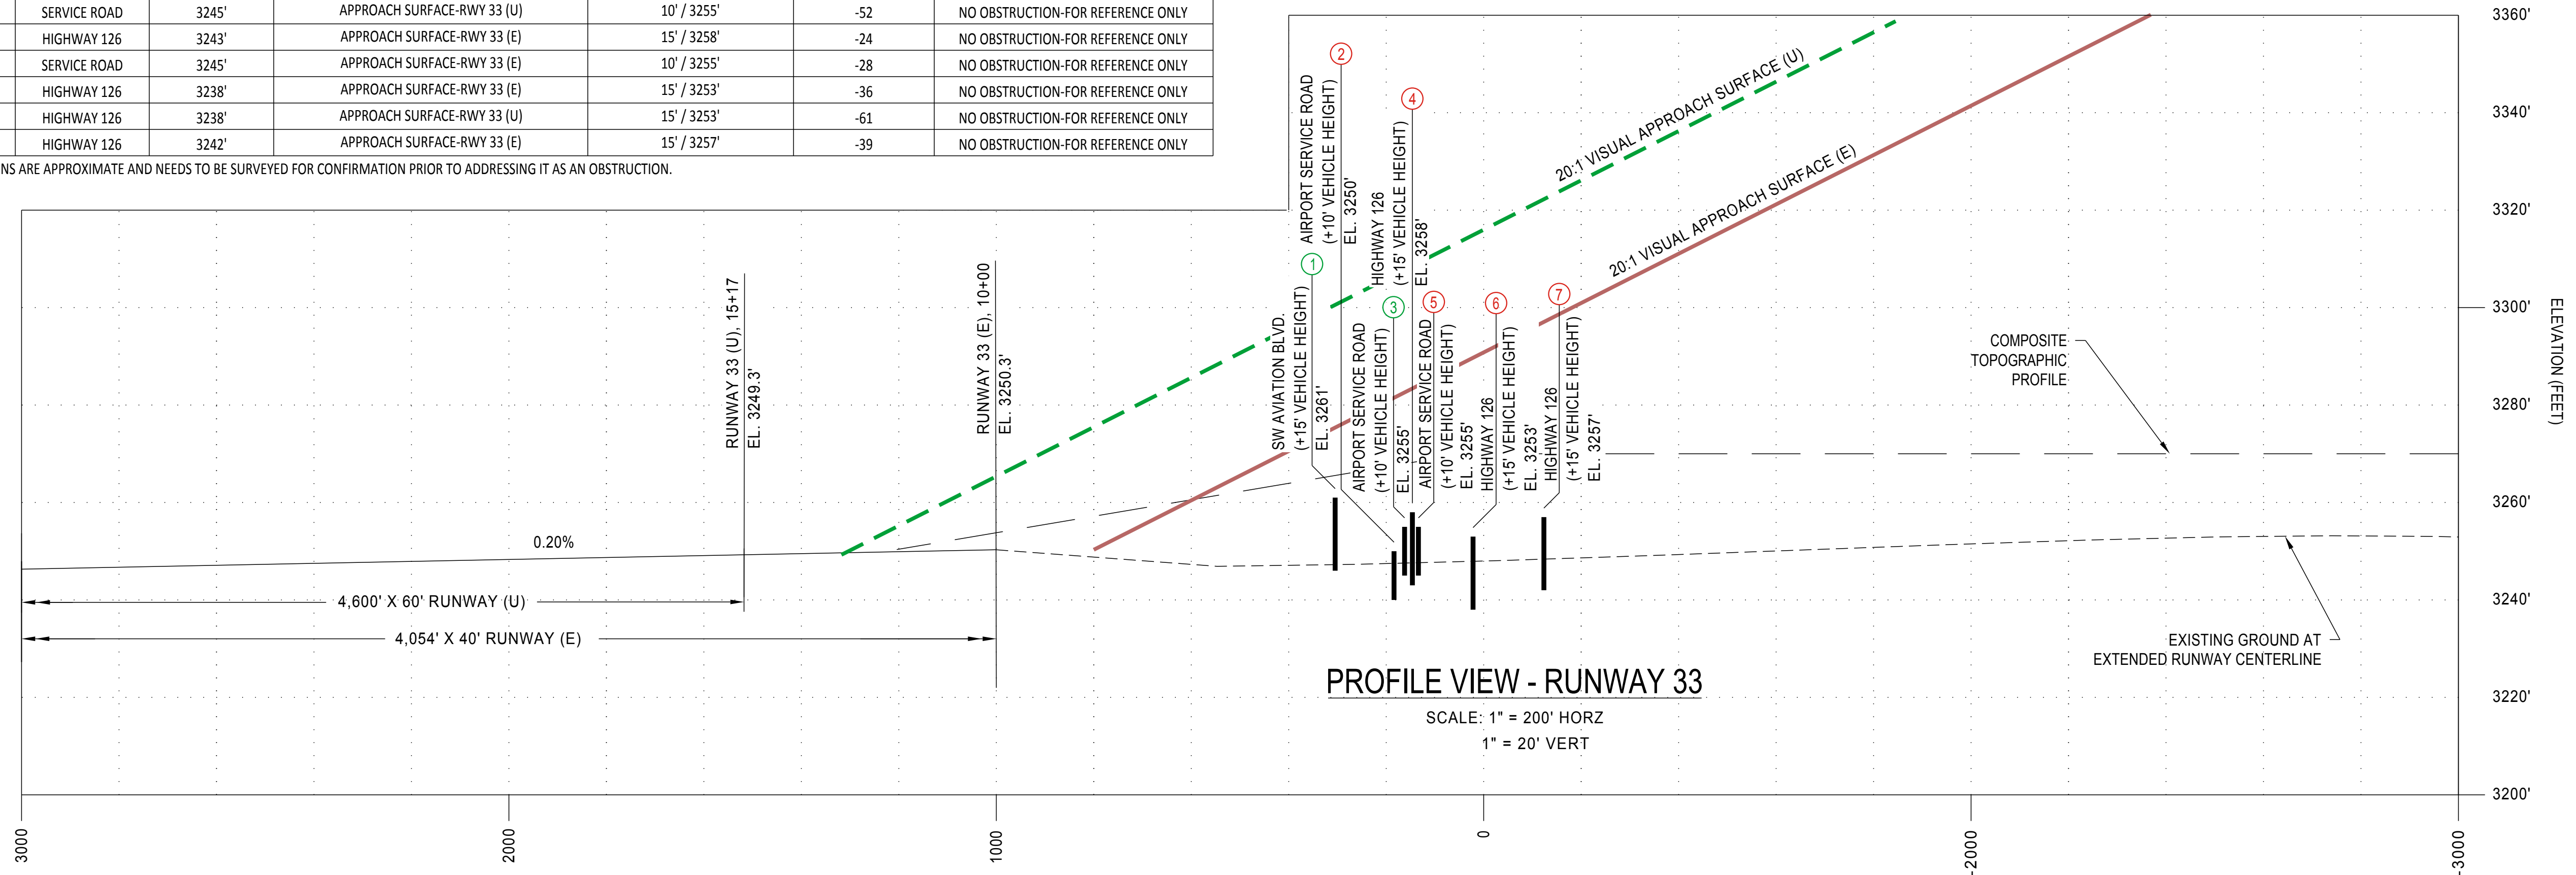 SERVICE ROAD 3245' APPROACH SURFACE-RWY 33 (U) 10' / 3255' -52 NO OBSTRUCTION-FOR REFERENCE ONLY
HIGHWAY 126 3243' APPROACH SURFACE-RWY 33 (E) 15' / 3258' -24 NO OBSTRUCTION-FOR REFERENCE ONLY
SERVICE ROAD 3245' APPROACH SURFACE-RWY 33 (E) 10' / 3255' -28 NO OBSTRUCTION-FOR REFERENCE ONLY
HIGHWAY 126 3238' APPROACH SURFACE-RWY 33 (E) 15' / 3253' -36 NO OBSTRUCTION-FOR REFERENCE ONLY
HIGHWAY 126 3238' APPROACH SURFACE-RWY 33 (U) 15' / 3253' -61 NO OBSTRUCTION-FOR REFERENCE ONLY
HIGHWAY 126 3242' APPROACH SURFACE-RWY 33 (E) 15' / 3257' -39 NO OBSTRUCTION-FOR REFERENCE ONLY
NS ARE APPROXIMATE AND NEEDS TO BE SURVEYED FOR CONFIRMATION PRIOR TO ADDRESSING IT AS AN OBSTRUCTION.
RUNWAY 33 (U), 15+17
EL. 3249.3'
RUNWAY 33 (E), 10+00
EL. 3250.3'
0.20%
4,600' X 60' RUNWAY (U)
4,054' X 40' RUNWAY (E)
1
SW AVIATION BLVD.
(+15' VEHICLE HEIGHT)
EL. 3261'
2
AIRPORT SERVICE ROAD
(+10' VEHICLE HEIGHT)
EL. 3250'
3
AIRPORT SERVICE ROAD
(+10' VEHICLE HEIGHT)
EL. 3255'
4
HIGHWAY 126
(+15' VEHICLE HEIGHT)
EL. 3258'
5
AIRPORT SERVICE ROAD
(+10' VEHICLE HEIGHT)
EL. 3255'
6
HIGHWAY 126
(+15' VEHICLE HEIGHT)
EL. 3253'
7
HIGHWAY 126
(+15' VEHICLE HEIGHT)
EL. 3257'
20:1 VISUAL APPROACH SURFACE (U)
20:1 VISUAL APPROACH SURFACE (E)
COMPOSITE
TOPOGRAPHIC
PROFILE
EXISTING GROUND AT
EXTENDED RUNWAY CENTERLINE
PROFILE VIEW - RUNWAY 33
SCALE: 1" = 200' HORZ
1" = 20' VERT
3360'
3340'
3320'
3300'
3280'
3260'
3240'
3220'
3200'
ELEVATION (FEET)
3000
2000
1000
0
-2000
-3000